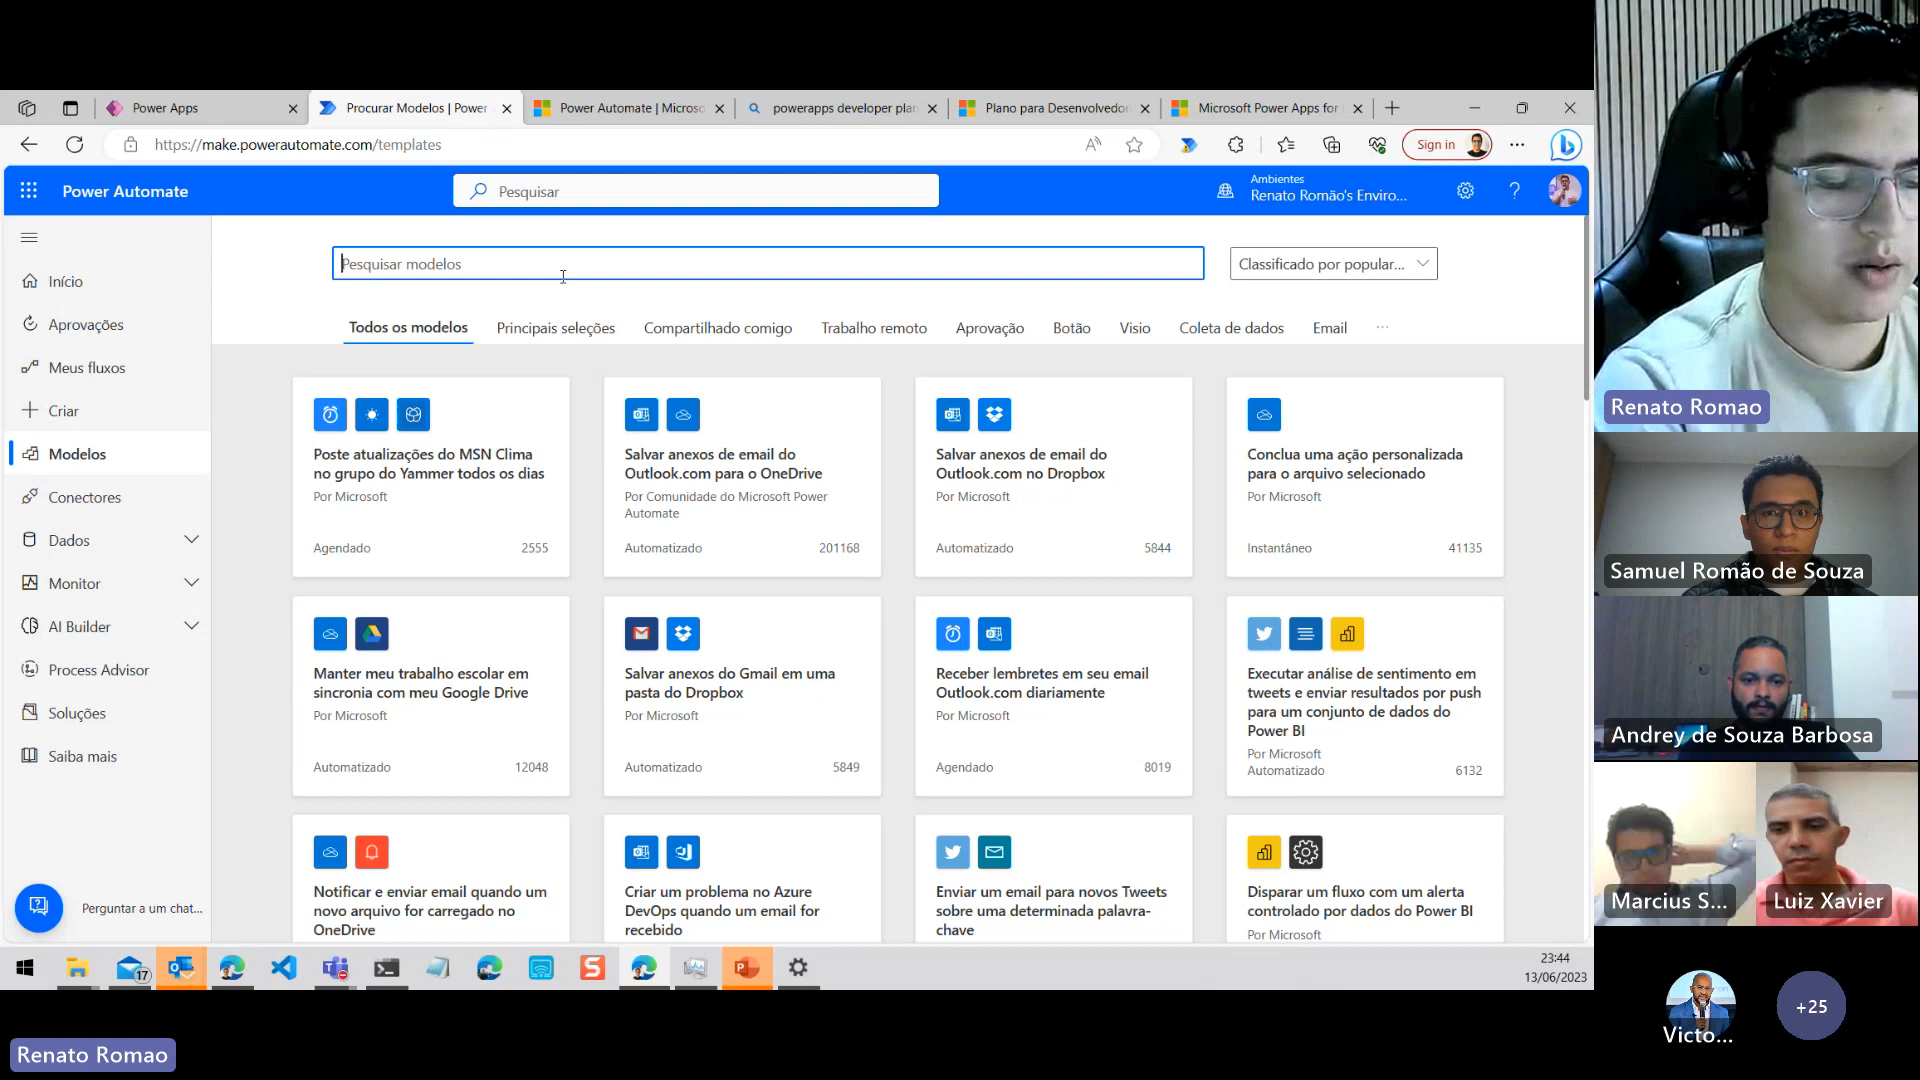 Power Apps
Procurar Modelos | Power
Power Automate | Microso
powerapps developer plan
Plano para Desenvolvedor
Microsoft Power Apps for
https://make.powerautomate.com/templates
Sign in
Power Automate
Pesquisar
Ambientes
Renato Romão's Enviro...
Pesquisar modelos
Classificado por popular...
Início
Aprovações
Meus fluxos
Criar
Modelos
Conectores
Dados
Monitor
AI Builder
Process Advisor
Soluções
Saiba mais
Perguntar a um chat...
Todos os modelos
Principais seleções
Compartilhado comigo
Trabalho remoto
Aprovação
Botão
Visio
Coleta de dados
Email
...
Poste atualizações do MSN Clima
no grupo do Yammer todos os dias
Por Microsoft
Agendado 2555
Salvar anexos de email do
Outlook.com para o OneDrive
Por Comunidade do Microsoft Power
Automate
Automatizado 201168
Salvar anexos de email do
Outlook.com no Dropbox
Por Microsoft
Automatizado 5844
Conclua uma ação personalizada
para o arquivo selecionado
Por Microsoft
Instantâneo 41135
Manter meu trabalho escolar em
sincronia com meu Google Drive
Por Microsoft
Automatizado 12048
Salvar anexos do Gmail em uma
pasta do Dropbox
Por Microsoft
Automatizado 5849
Receber lembretes em seu email
Outlook.com diariamente
Por Microsoft
Agendado 8019
Executar análise de sentimento em
tweets e enviar resultados por push
para um conjunto de dados do
Power BI
Por Microsoft
Automatizado 6132
Notificar e enviar email quando um
novo arquivo for carregado no
OneDrive
Criar um problema no Azure
DevOps quando um email for
recebido
Enviar um email para novos Tweets
sobre uma determinada palavra-
chave
Disparar um fluxo com um alerta
controlado por dados do Power BI
Por Microsoft
17
23:44
13/06/2023
Renato Romao
Samuel Romão de Souza
Andrey de Souza Barbosa
Marcius S...
Luiz Xavier
Victo...
+25
Renato Romao